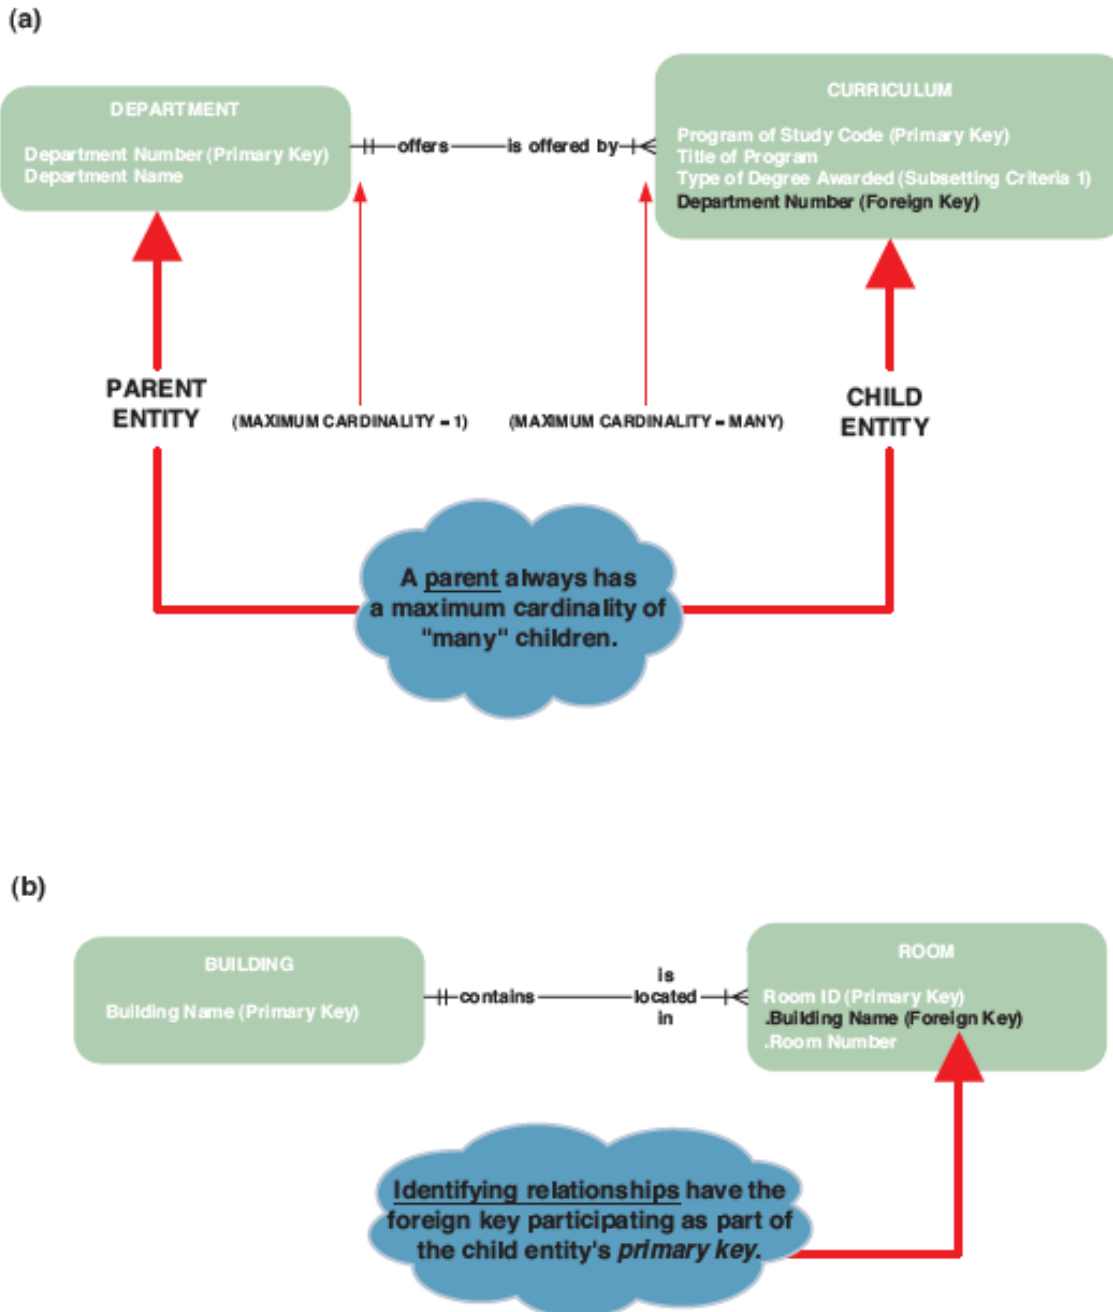 (a)
DEPARTMENT
Department Number (Primary Key)
Department Name
offers
is offered by
CURRICULUM
Program of Study Code (Primary Key)
Title of Program
Type of Degree Awarded (Subsetting Criteria 1)
Department Number (Foreign Key)
PARENT
ENTITY
(MAXIMUM CARDINALITY = 1)
(MAXIMUM CARDINALITY = MANY)
CHILD
ENTITY
A parent always has
a maximum cardinality of
"many" children.
(b)
BUILDING
Building Name (Primary Key)
contains
is
located
in
ROOM
Room ID (Primary Key)
.Building Name (Foreign Key)
.Room Number
Identifying relationships have the
foreign key participating as part of
the child entity's primary key.